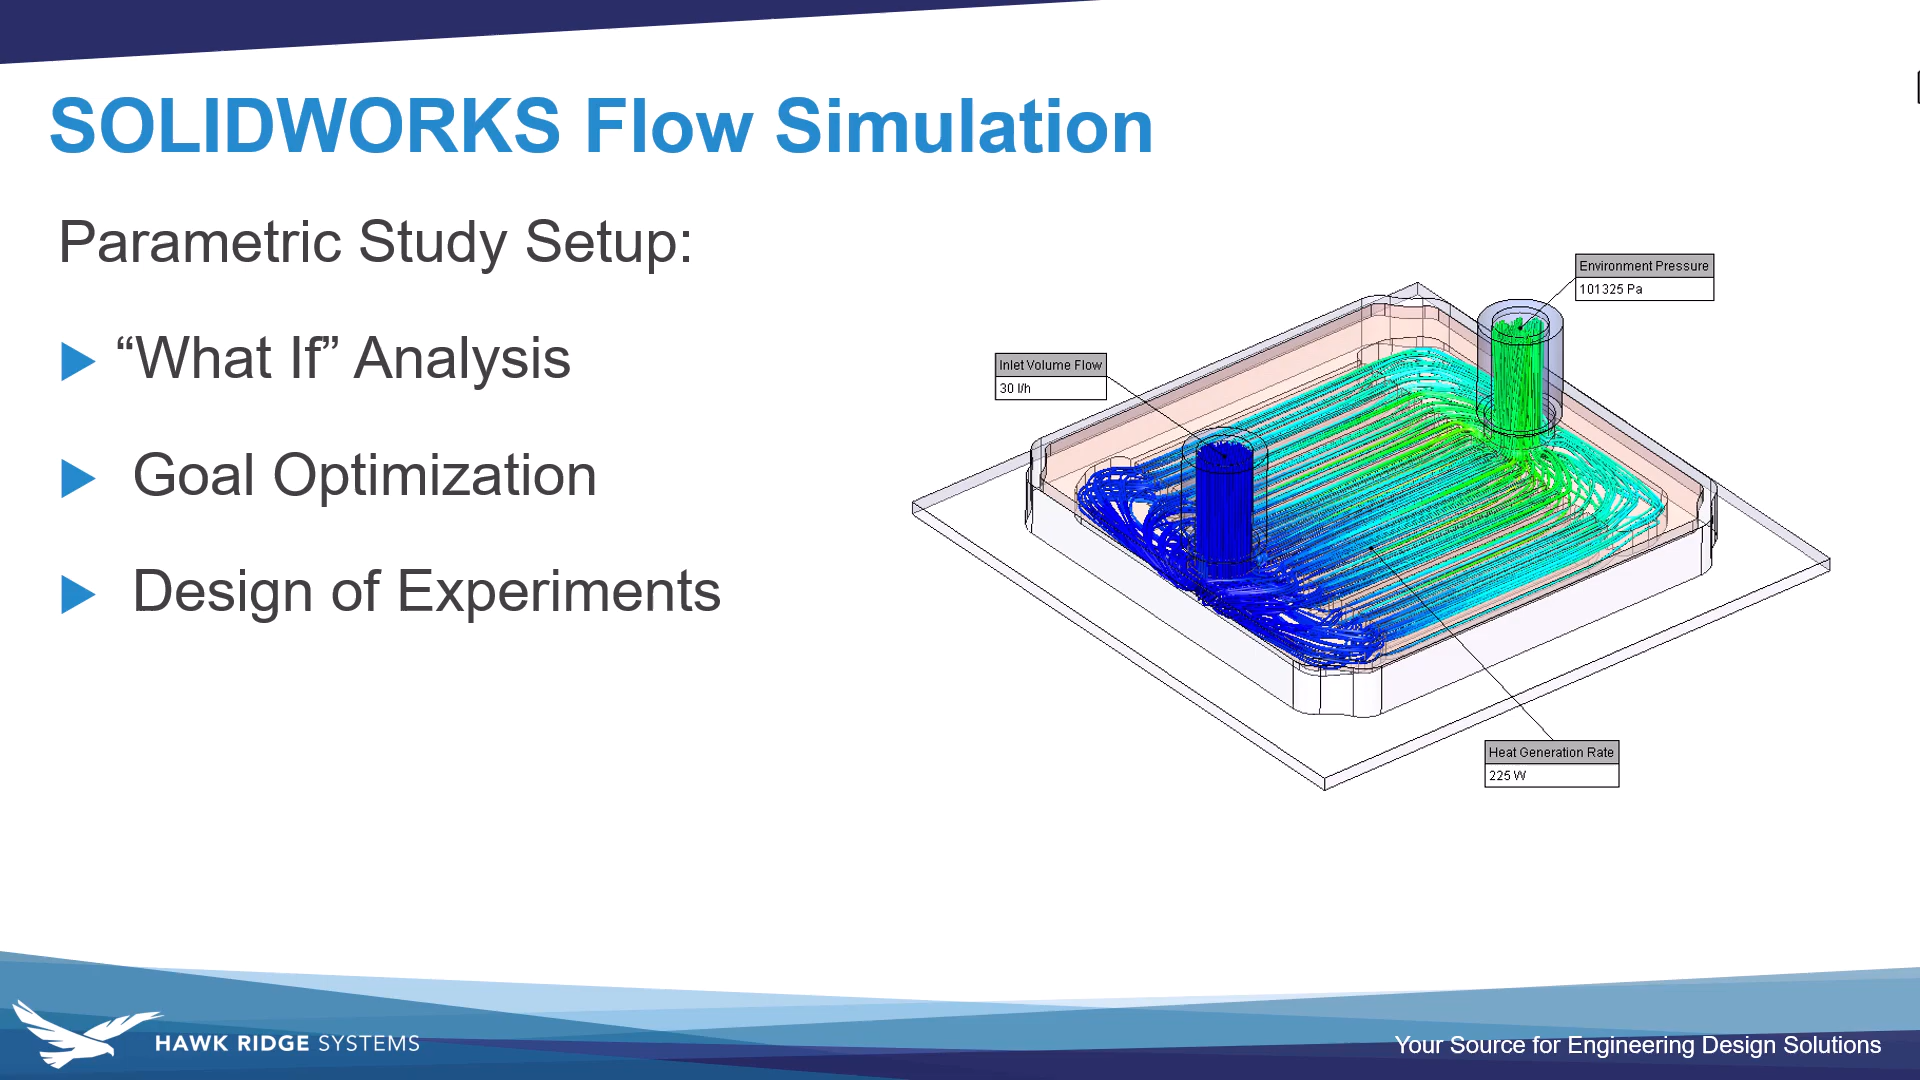 SOLIDWORKS Flow Simulation
Parametric Study Setup:
“What If” Analysis
Goal Optimization
Design of Experiments
Environment Pressure
101325 Pa
Inlet Volume Flow
30 l/h
Heat Generation Rate
225 W
HAWK RIDGE SYSTEMS
Your Source for Engineering Design Solutions